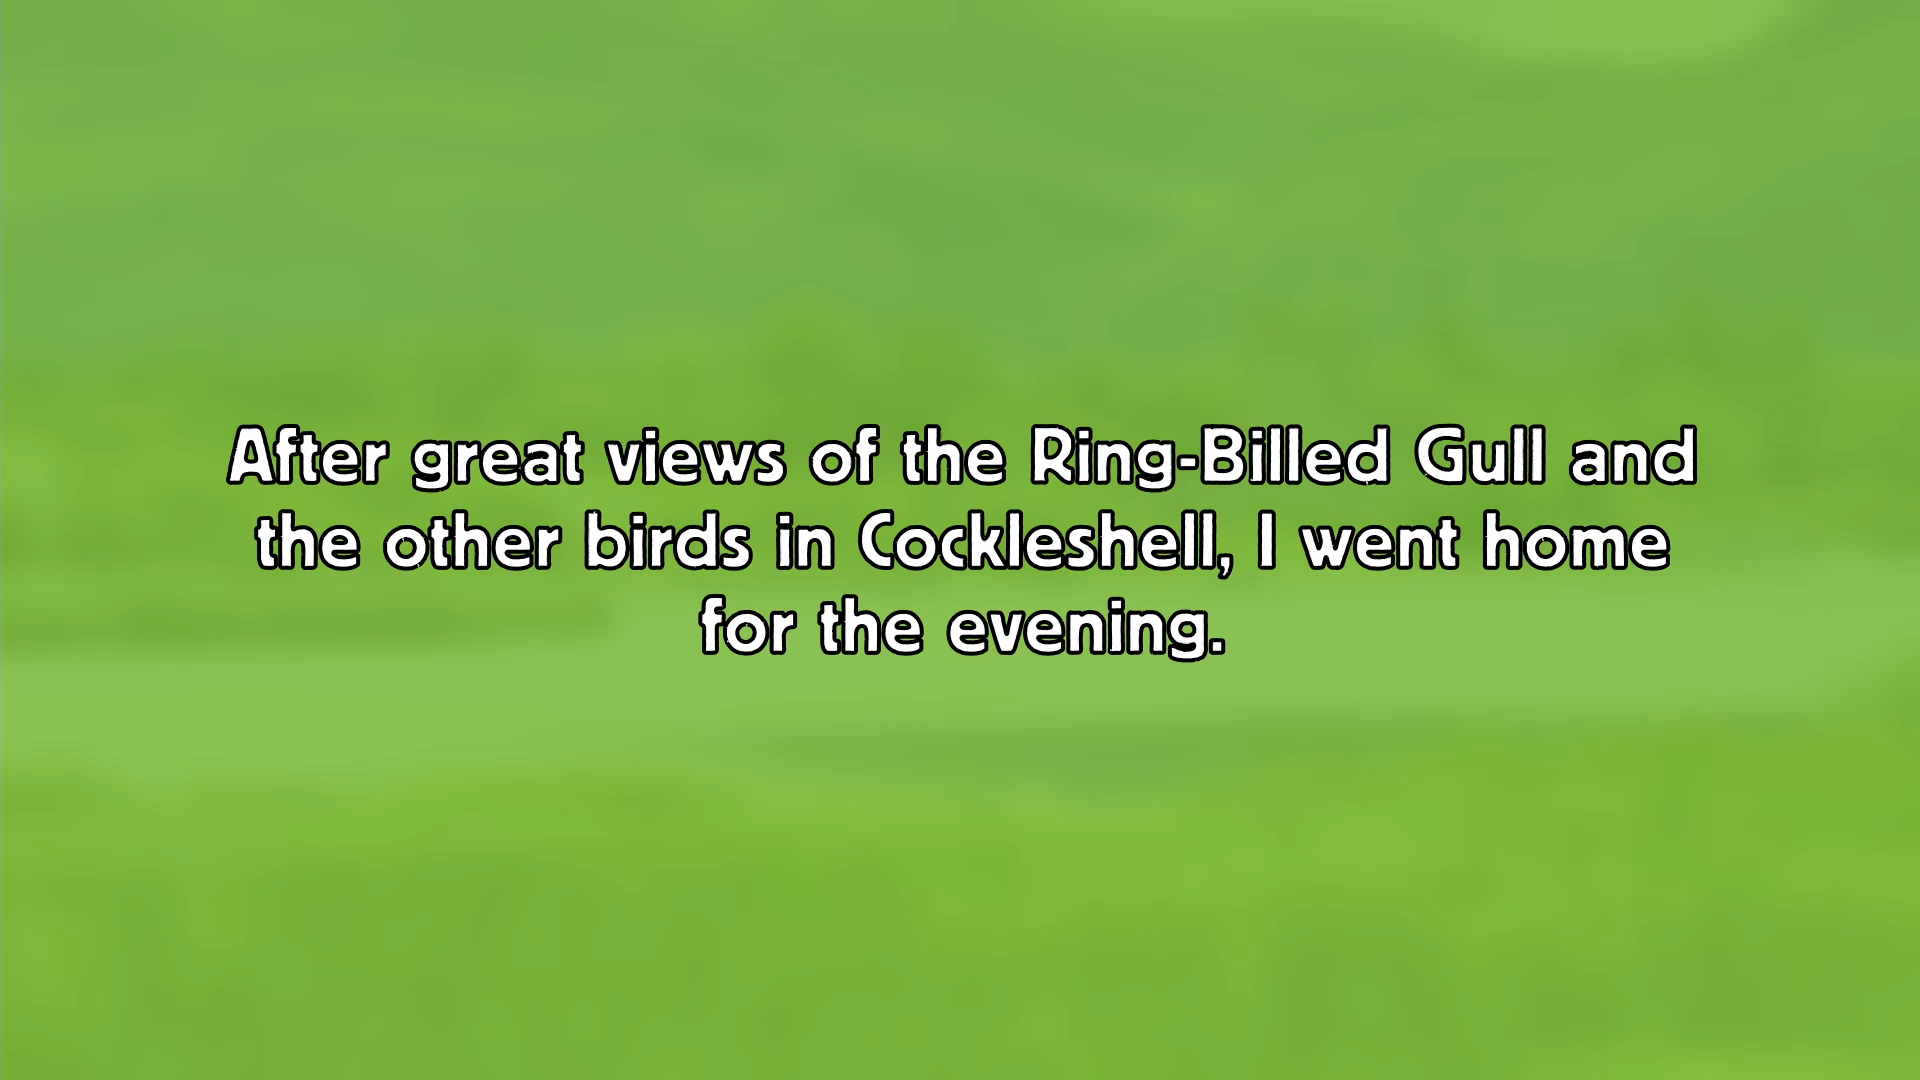 After great views of the Ring-Billed Gull and
the other birds in Cockleshell, I went home
for the evening.